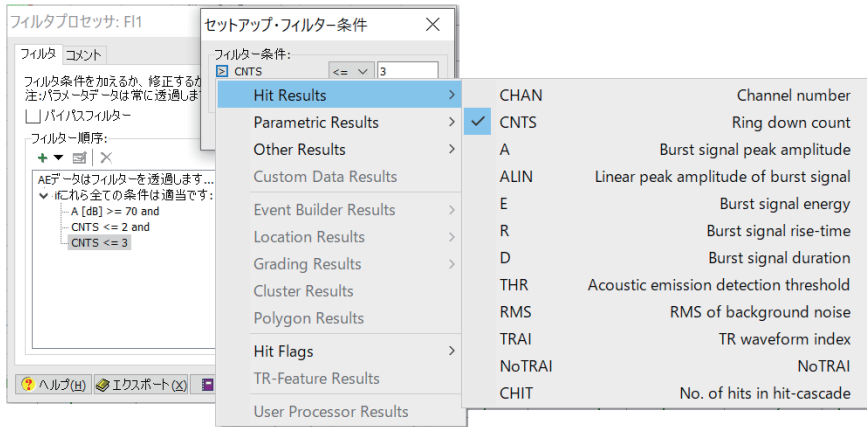 フィルタプロセッサ: Fl1
フィルタ コメント
フィルタ条件を加えるか、修正するか
注:パラメータデータは常に透過しま
バイパスフィルター
フィルター順序:
AEデータはフィルターを透過します...
ifこれら全ての条件は適当です:
A [dB] >= 70 and
CNTS <= 2 and
CNTS <= 3
ヘルプ(H) エクスポート(X)
セットアップ・フィルター条件
フィルター条件:
CNTS <= 3
Hit Results
Parametric Results
Other Results
Custom Data Results
Event Builder Results
Location Results
Grading Results
Cluster Results
Polygon Results
Hit Flags
TR-Feature Results
User Processor Results
CHAN Channel number
CNTS Ring down count
A Burst signal peak amplitude
ALIN Linear peak amplitude of burst signal
E Burst signal energy
R Burst signal rise-time
D Burst signal duration
THR Acoustic emission detection threshold
RMS RMS of background noise
TRAI TR waveform index
NoTRAI NoTRAI
CHIT No. of hits in hit-cascade